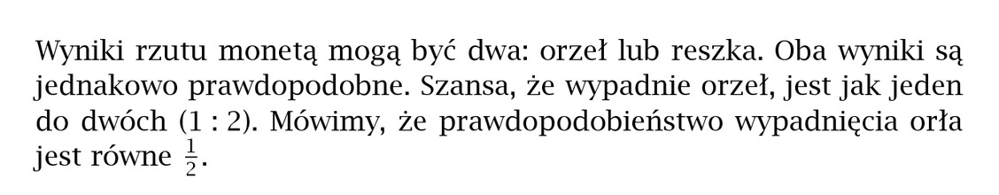 Wyniki rzutu monetą mogą być dwa: orzeł lub reszka. Oba wyniki są
jednakowo prawdopodobne. Szansa, że wypadnie orzeł, jest jak jeden
do dwóch (1 : 2). Mówimy, że prawdopodobieństwo wypadnięcia orła
jest równe 1/2.